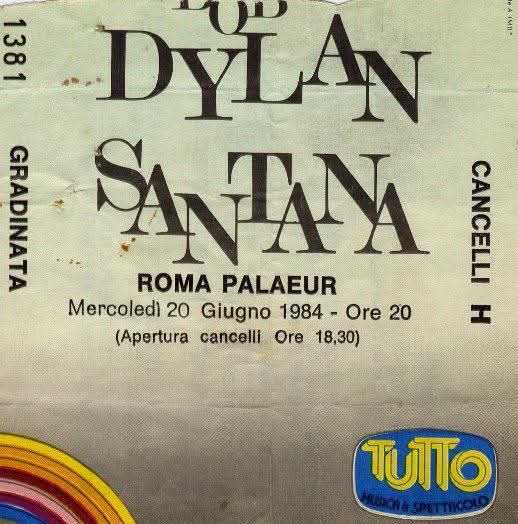 BOB
DYLAN
SANTANA
ROMA PALAEUR
Mercoledì 20 Giugno 1984 - Ore 20
(Apertura cancelli Ore 18,30)
1381
GRADINATA
CANCELLI H
TUTTO
MUSICA & SPETTACOLO